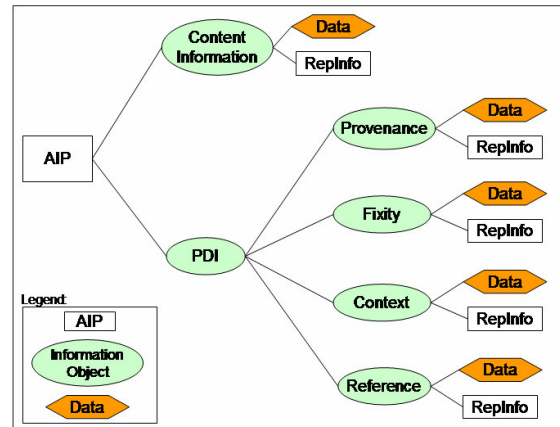 Data
Content
Information
RepInfo
Data
Provenance
RepInfo
AIP
Data
Fixity
RepInfo
PDI
Data
Context
RepInfo
Data
Reference
RepInfo
Legend:
AIP
Information
Object
Data